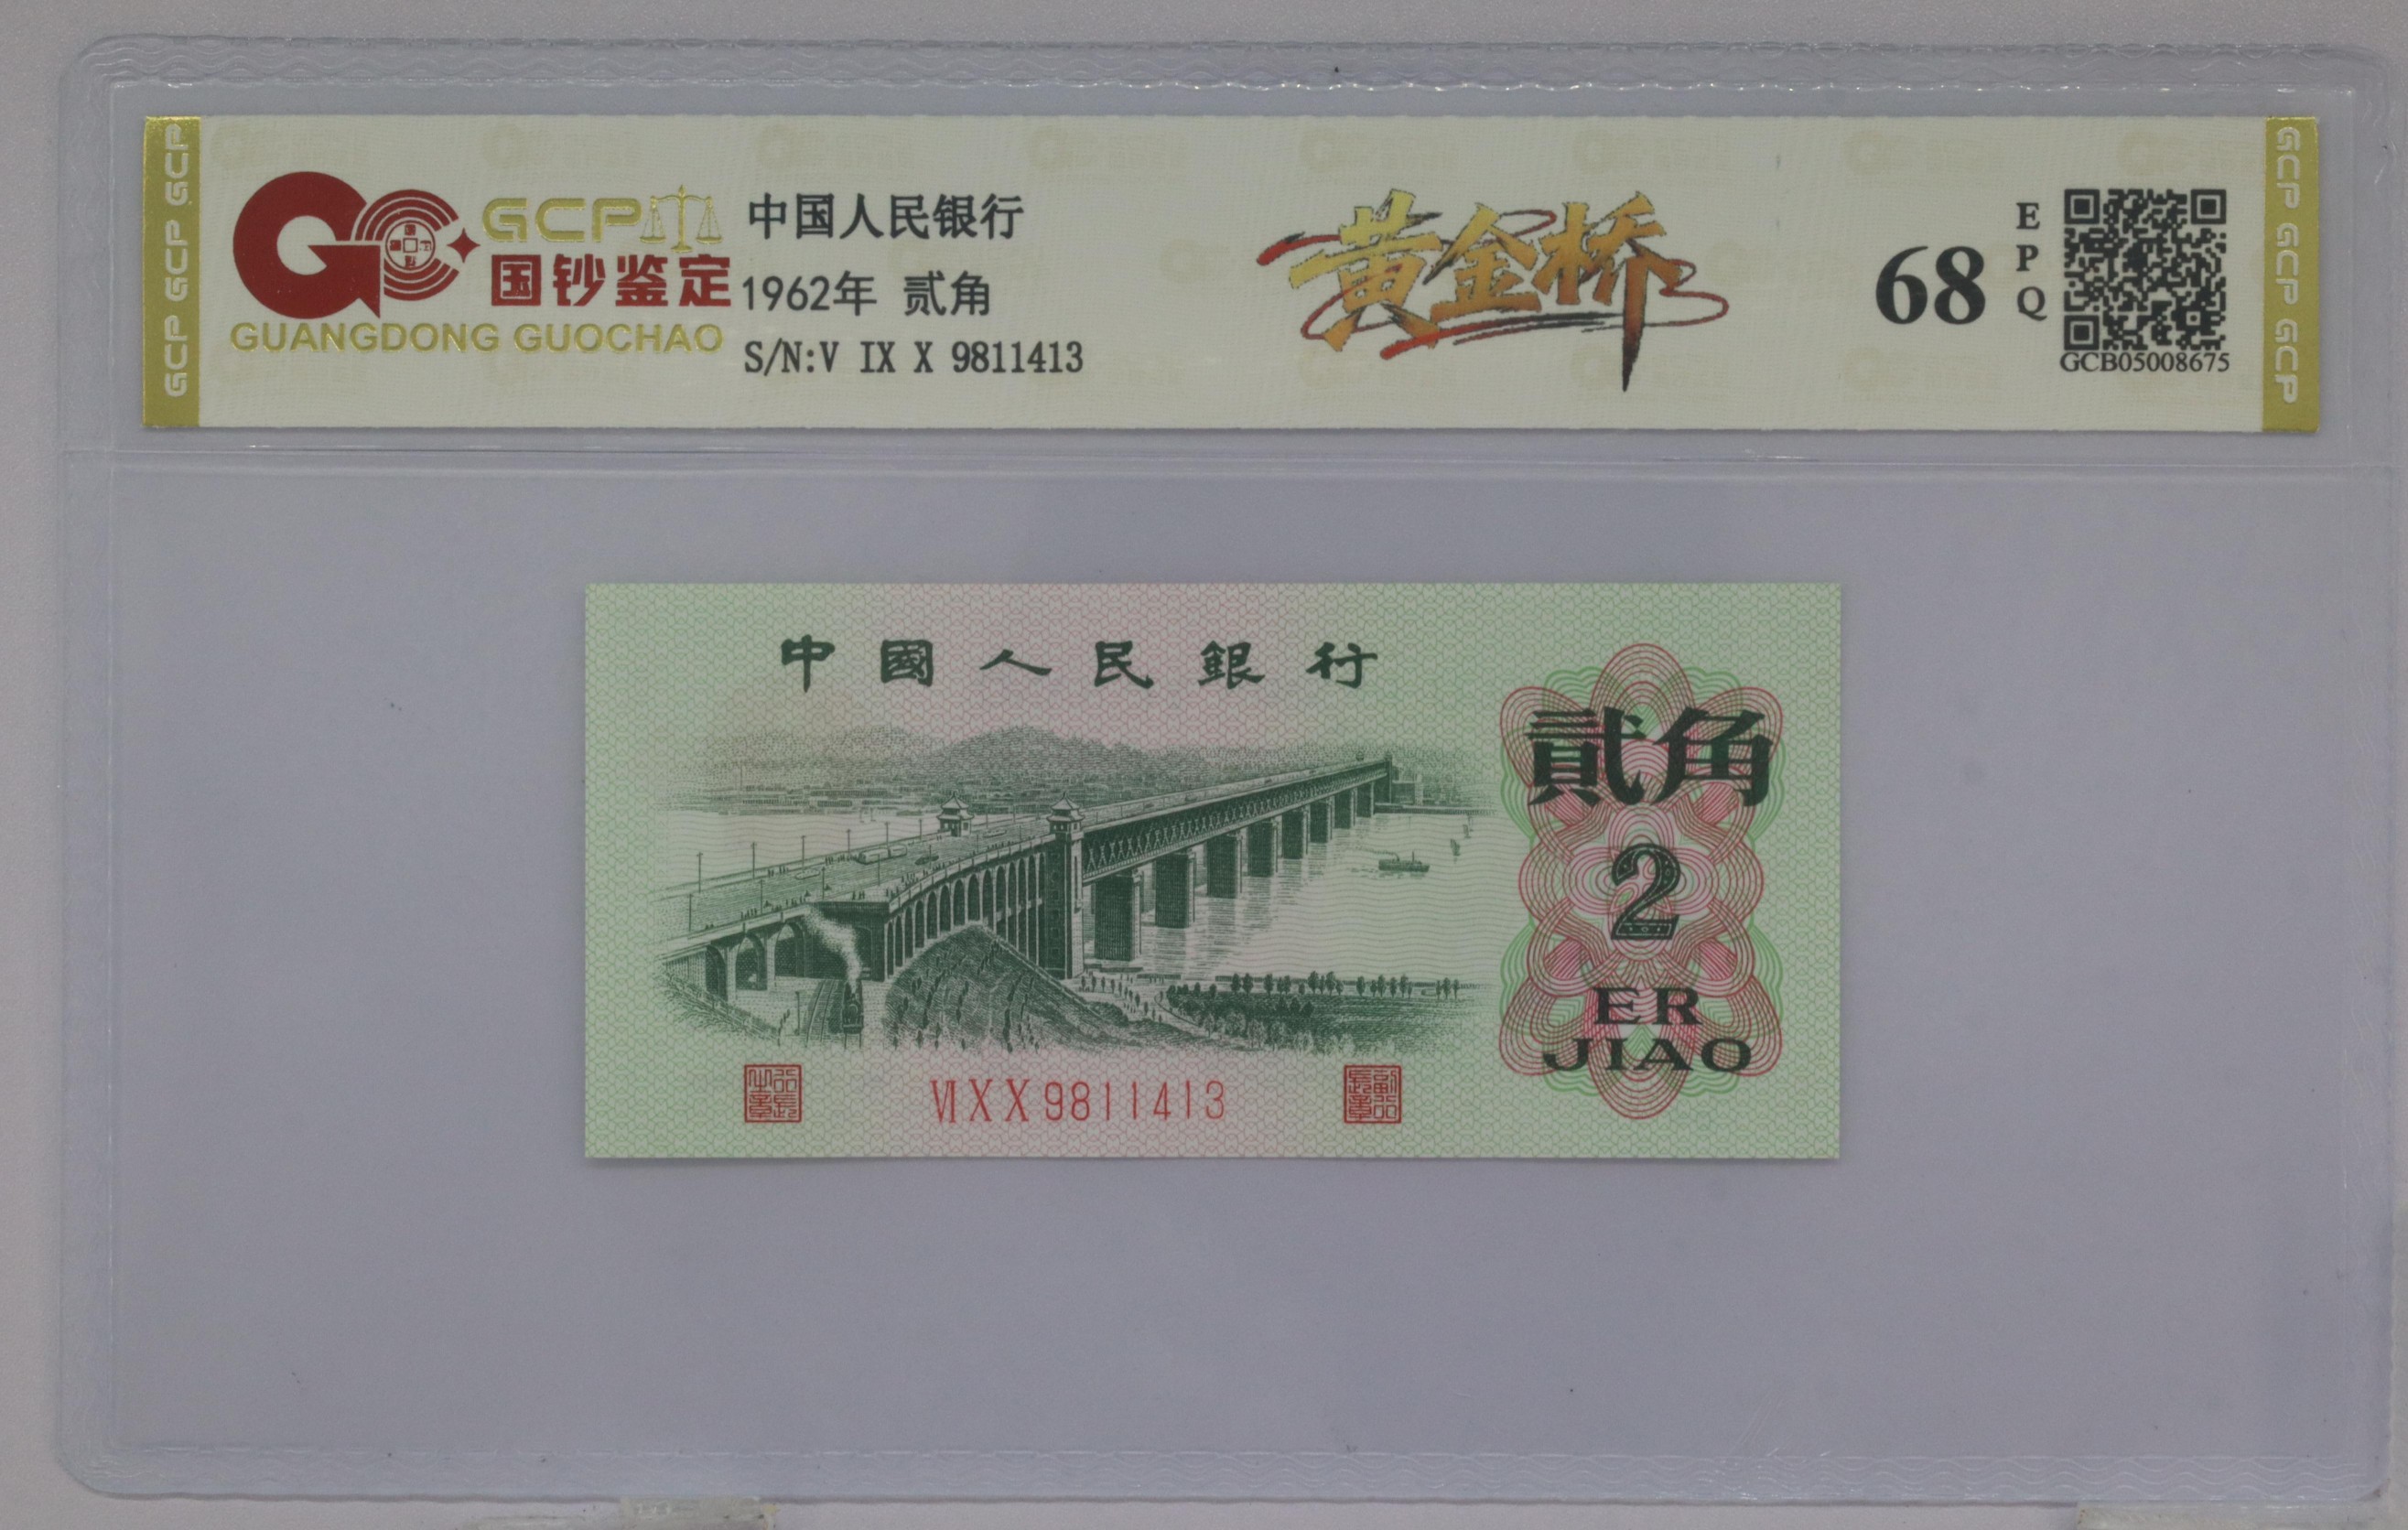 GCP GCP GCP
GCP
国钞鉴定
GUANGDONG GUOCHAO
中国人民银行
1962年 贰角
S/N:V IX X 9811413
黄金桥
68
EPQ
GCB05008675
GCP GCP GCP
中國人民銀行
貳角
2
ER
JIAO
ⅥⅩⅩ9811413